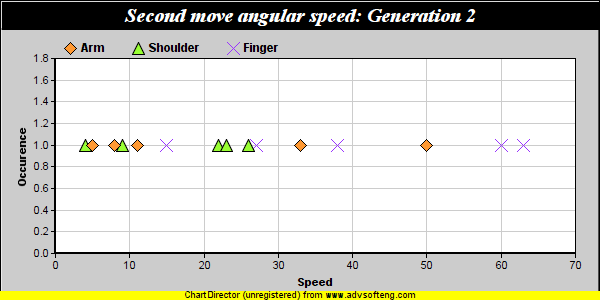 Second move angular speed: Generation 2
Arm Shoulder Finger
1.8
1.6
1.4
1.2
1.0
0.8
0.6
0.4
0.2
0.0
Occurence
0 10 20 30 40 50 60 70
Speed
ChartDirector (unregistered) from www.advsofteng.com